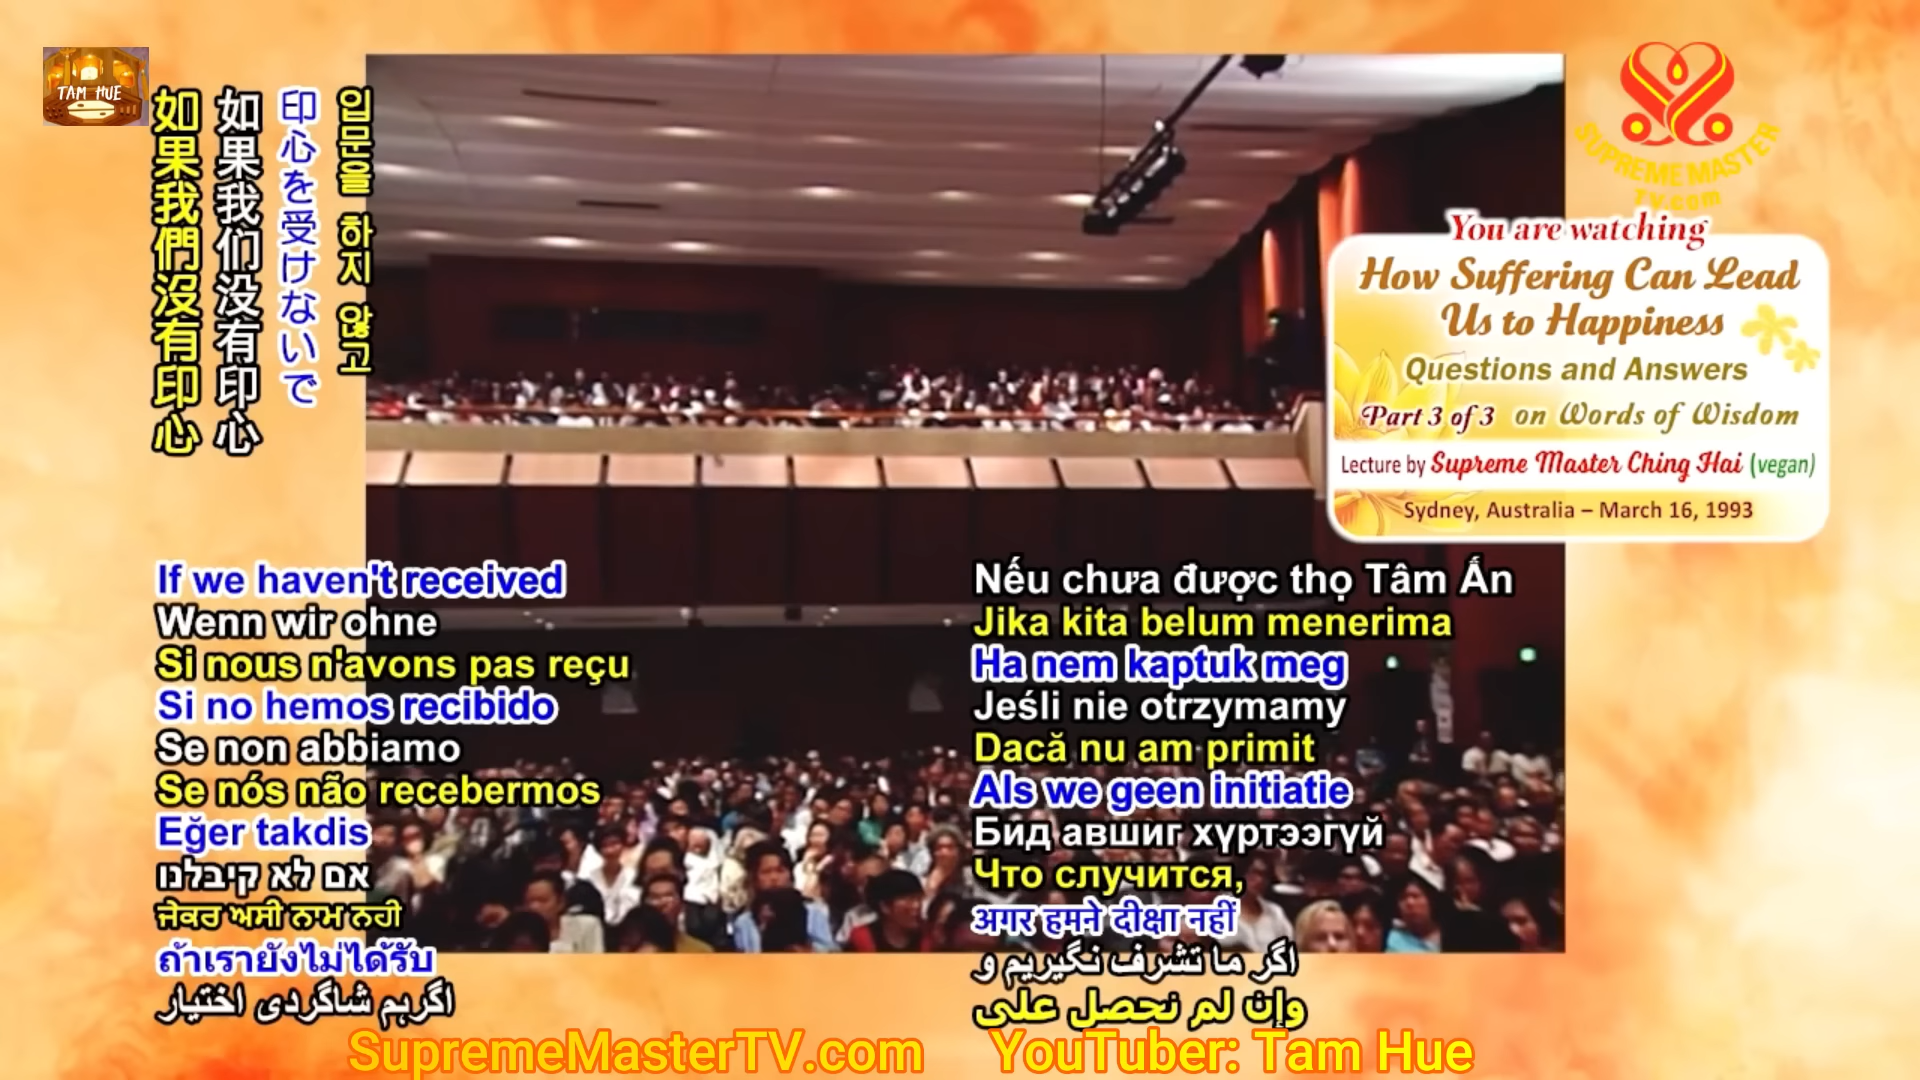 TAM HUE
如果我們沒有印心
如果我们没有印心
印心を受けないで
입문을 하지 않고
SUPREME MASTER
TV.com
You are watching
How Suffering Can Lead
Us to Happiness
Questions and Answers
Part 3 of 3 on Words of Wisdom
Lecture by Supreme Master Ching Hai (vegan)
Sydney, Australia – March 16, 1993
If we haven't received
Wenn wir ohne
Si nous n'avons pas reçu
Si no hemos recibido
Se non abbiamo
Se nós não recebermos
Eğer takdis
אם לא קיבלנו
ਜੇਕਰ ਅਸੀ ਨਾਮ ਨਹੀ
ถ้าเรายังไม่ได้รับ
اگرہم شاگردی اختیار
Nếu chưa được thọ Tâm Ấn
Jika kita belum menerima
Ha nem kaptuk meg
Jeśli nie otrzymamy
Dacă nu am primit
Als we geen initiatie
Бид авшиг хүртээгүй
Что случится,
अगर हमने दीक्षा नहीं
اگر ما تشرف نگیریم و
وإن لم نحصل على
SupremeMasterTV.com YouTuber: Tam Hue